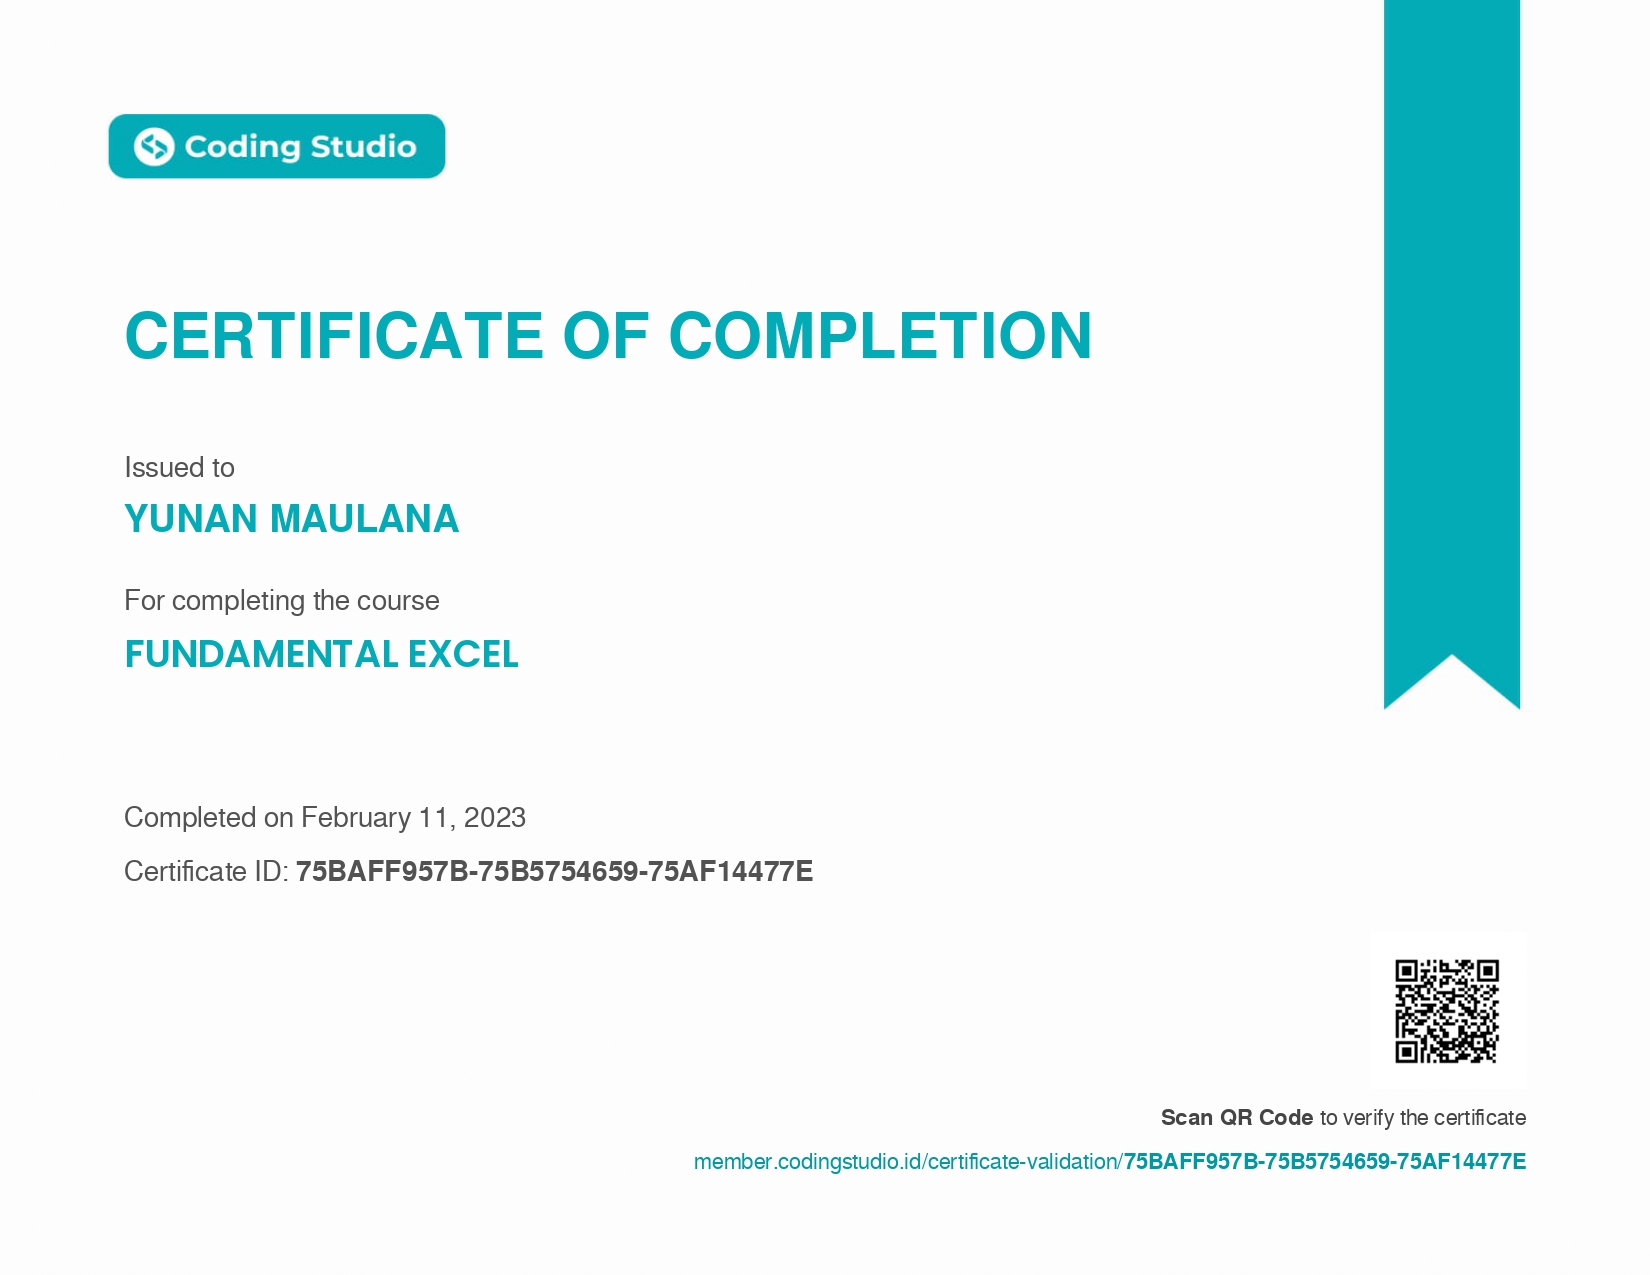 Coding Studio
CERTIFICATE OF COMPLETION
Issued to
YUNAN MAULANA
For completing the course
FUNDAMENTAL EXCEL
Completed on February 11, 2023
Certificate ID: 75BAFF957B-75B5754659-75AF14477E
Scan QR Code to verify the certificate
member.codingstudio.id/certificate-validation/75BAFF957B-75B5754659-75AF14477E